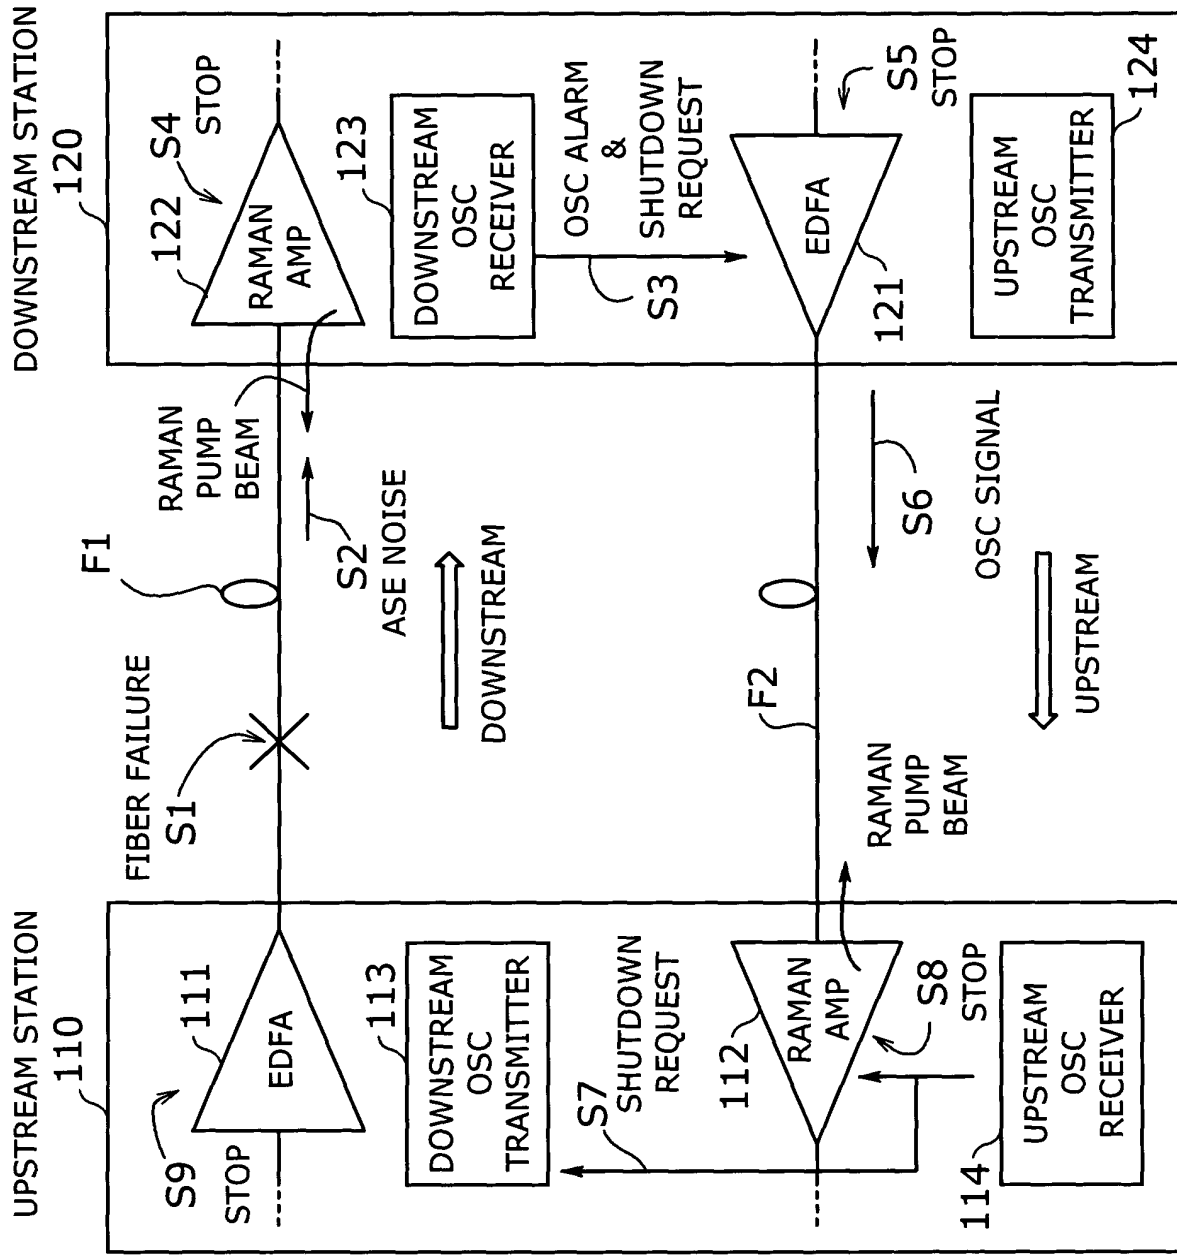 UPSTREAM STATION
110
S9
STOP
111
EDFA
FIBER FAILURE
S1
F1
RAMAN
PUMP
BEAM
S2
ASE NOISE
DOWNSTREAM
DOWNSTREAM STATION
120
122
S4
STOP
RAMAN
AMP
123
DOWNSTREAM
OSC
RECEIVER
S3
OSC ALARM
&
SHUTDOWN
REQUEST
113
DOWNSTREAM
OSC
TRANSMITTER
S7
SHUTDOWN
REQUEST
112
RAMAN
AMP
S8
STOP
RAMAN
PUMP
BEAM
F2
S6
OSC SIGNAL
UPSTREAM
EDFA
121
S5
STOP
114
UPSTREAM
OSC
RECEIVER
UPSTREAM
OSC
TRANSMITTER
124